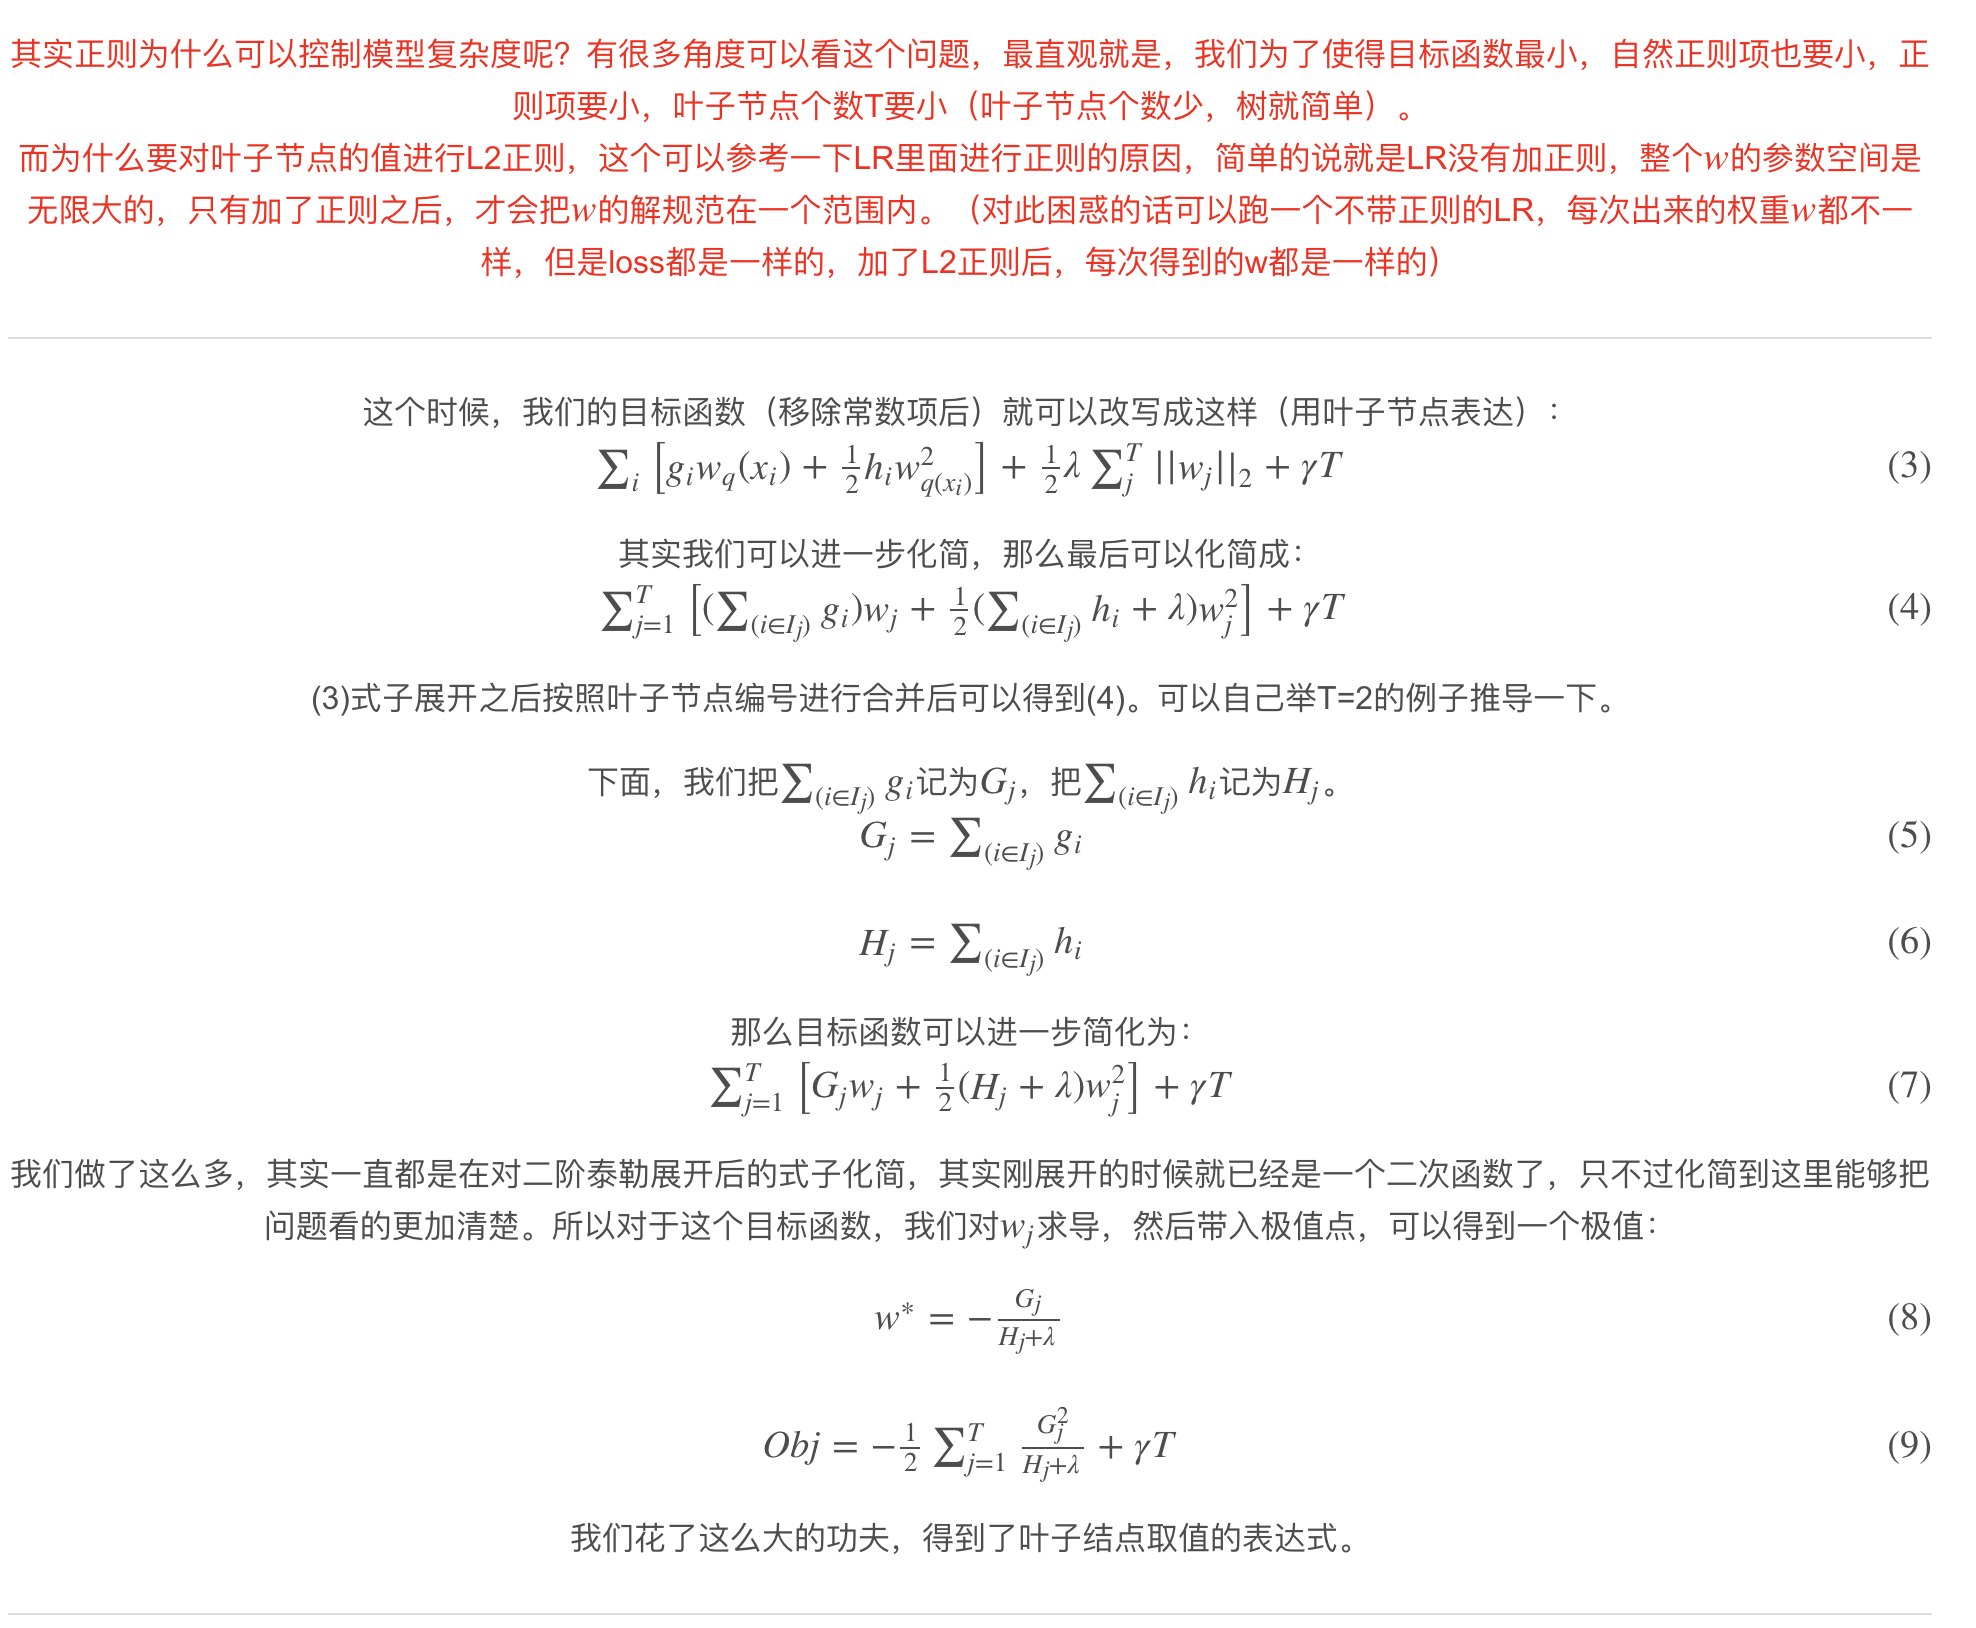 其实正则为什么可以控制模型复杂度呢？有很多角度可以看这个问题，最直观就是，我们为了使得目标函数最小，自然正则项也要小，正
则项要小，叶子节点个数T要小（叶子节点个数少，树就简单）。
而为什么要对叶子节点的值进行L2正则，这个可以参考一下LR里面进行正则的原因，简单的说就是LR没有加正则，整个w的参数空间是
无限大的，只有加了正则之后，才会把w的解规范在一个范围内。（对此困惑的话可以跑一个不带正则的LR，每次出来的权重w都不一
样，但是loss都是一样的，加了L2正则后，每次得到的w都是一样的）
这个时候，我们的目标函数（移除常数项后）就可以改写成这样（用叶子节点表达）：
$\sum_i \left[ g_i w_q(x_i) + \frac{1}{2} h_i w_{q(x_i)}^2 \right] + \frac{1}{2} \lambda \sum_j^T ||w_j||_2 + \gamma T$ (3)
其实我们可以进一步化简，那么最后可以化简成：
$\sum_{j=1}^T \left[ (\sum_{(i \in I_j)} g_i) w_j + \frac{1}{2} (\sum_{(i \in I_j)} h_i + \lambda) w_j^2 \right] + \gamma T$ (4)
(3)式子展开之后按照叶子节点编号进行合并后可以得到(4)。可以自己举T=2的例子推导一下。
下面，我们把$\sum_{(i \in I_j)} g_i$记为$G_j$，把$\sum_{(i \in I_j)} h_i$记为$H_j$。
$G_j = \sum_{(i \in I_j)} g_i$ (5)
$H_j = \sum_{(i \in I_j)} h_i$ (6)
那么目标函数可以进一步简化为：
$\sum_{j=1}^T \left[ G_j w_j + \frac{1}{2} (H_j + \lambda) w_j^2 \right] + \gamma T$ (7)
我们做了这么多，其实一直都是在对二阶泰勒展开后的式子化简，其实刚展开的时候就已经是一个二次函数了，只不过化简到这里能够把
问题看的更加清楚。所以对于这个目标函数，我们对$w_j$求导，然后带入极值点，可以得到一个极值：
$w^* = -\frac{G_j}{H_j + \lambda}$ (8)
$Obj = -\frac{1}{2} \sum_{j=1}^T \frac{G_j^2}{H_j + \lambda} + \gamma T$ (9)
我们花了这么大的功夫，得到了叶子结点取值的表达式。